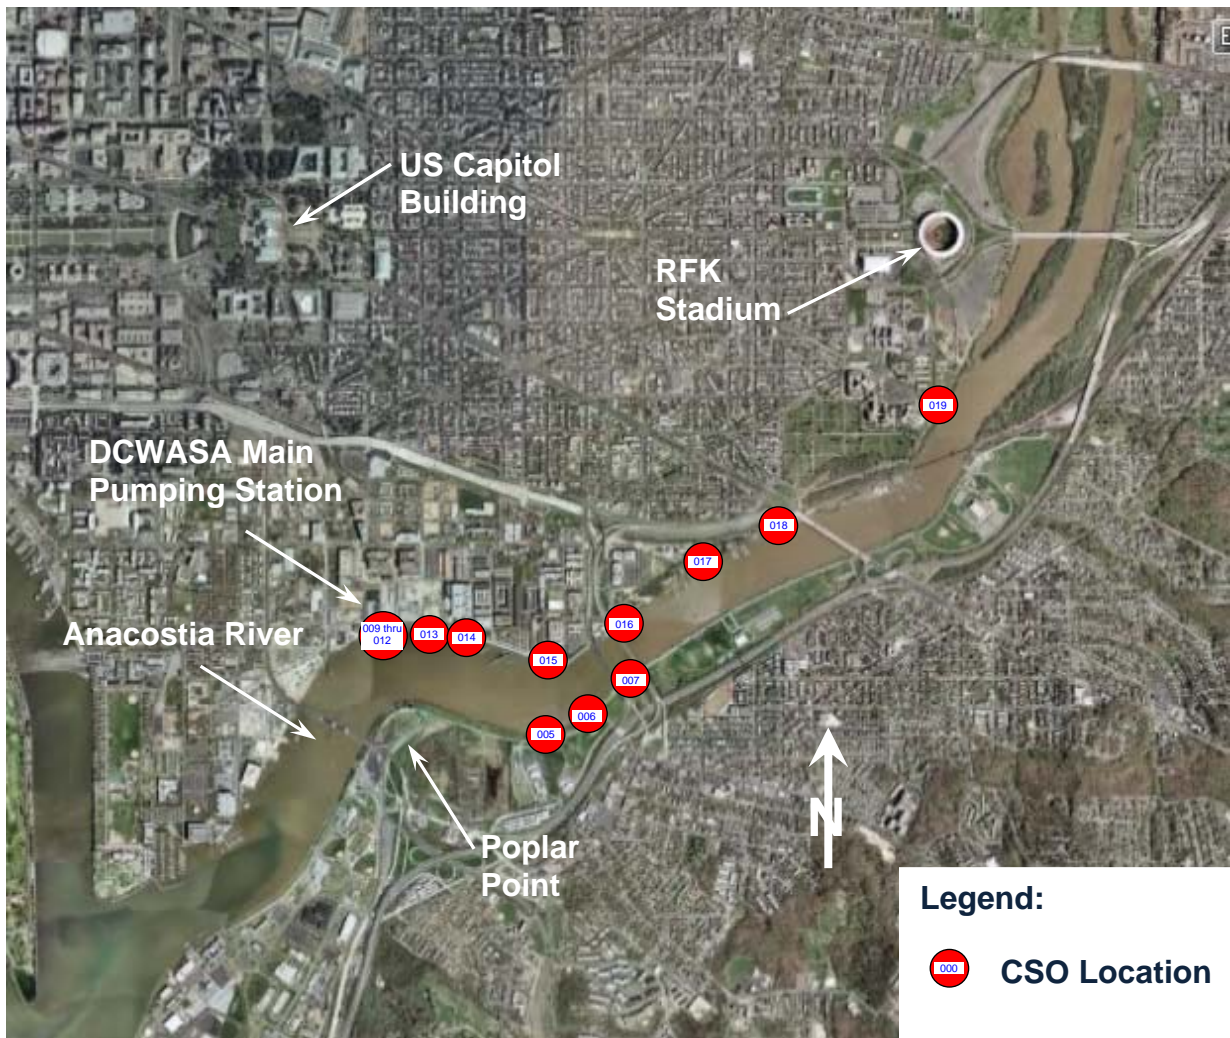 E
US Capitol
Building
RFK
Stadium
019
DCWASA Main
Pumping Station
018
017
Anacostia River
009 thru
012
013
014
016
015
007
006
005
N
Poplar
Point
Legend:
000
CSO Location